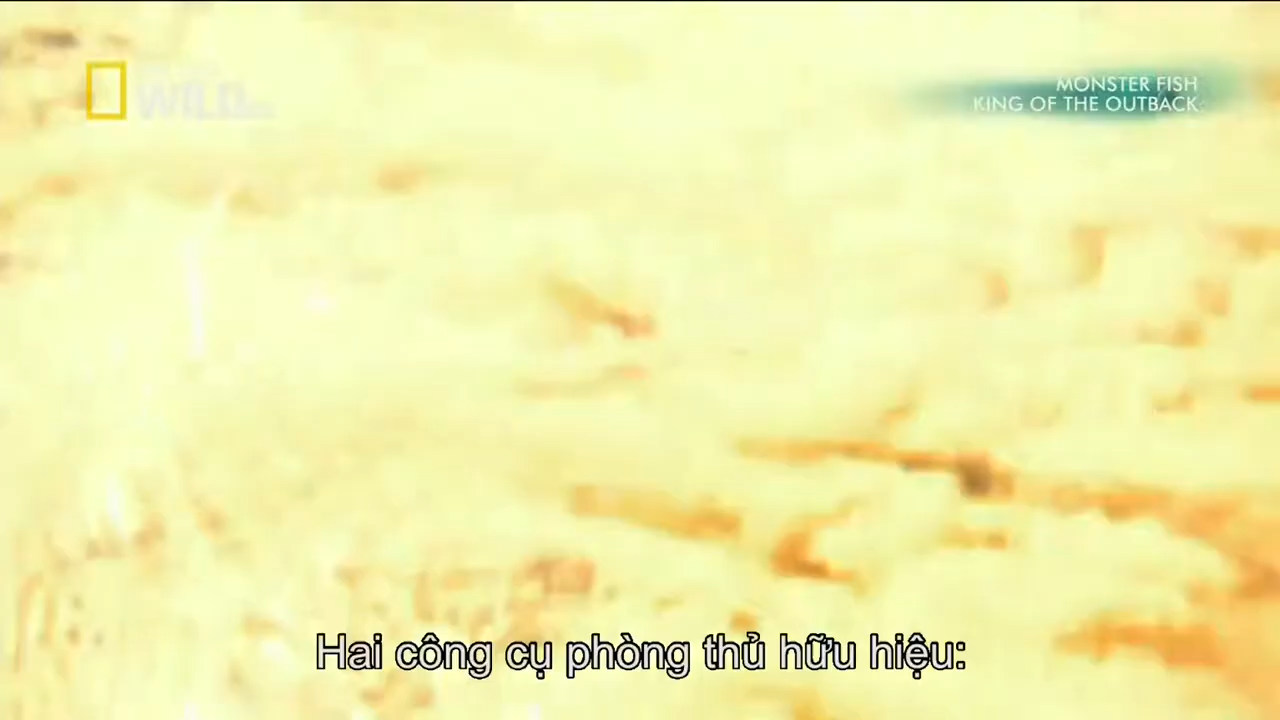 WILD
MONSTER FISH
KING OF THE OUTBACK
Hai công cụ phòng thủ hữu hiệu: